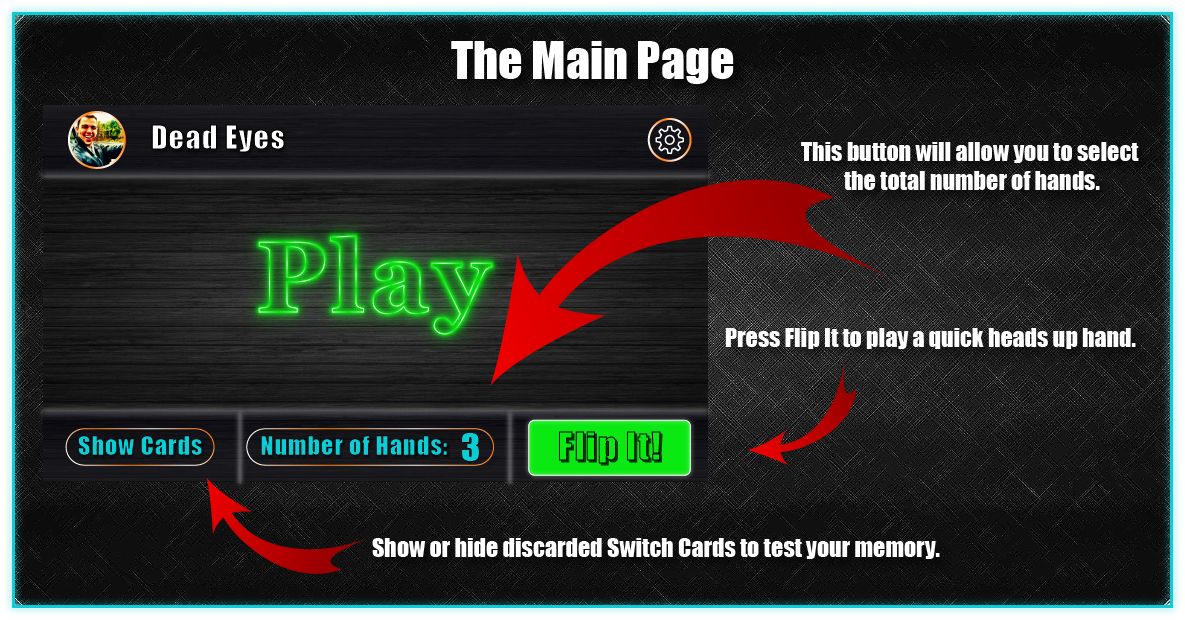 The Main Page
Dead Eyes
This button will allow you to select
the total number of hands.
Play
Press Flip It to play a quick heads up hand.
Show Cards
Number of Hands: 3
Flip It!
Show or hide discarded Switch Cards to test your memory.